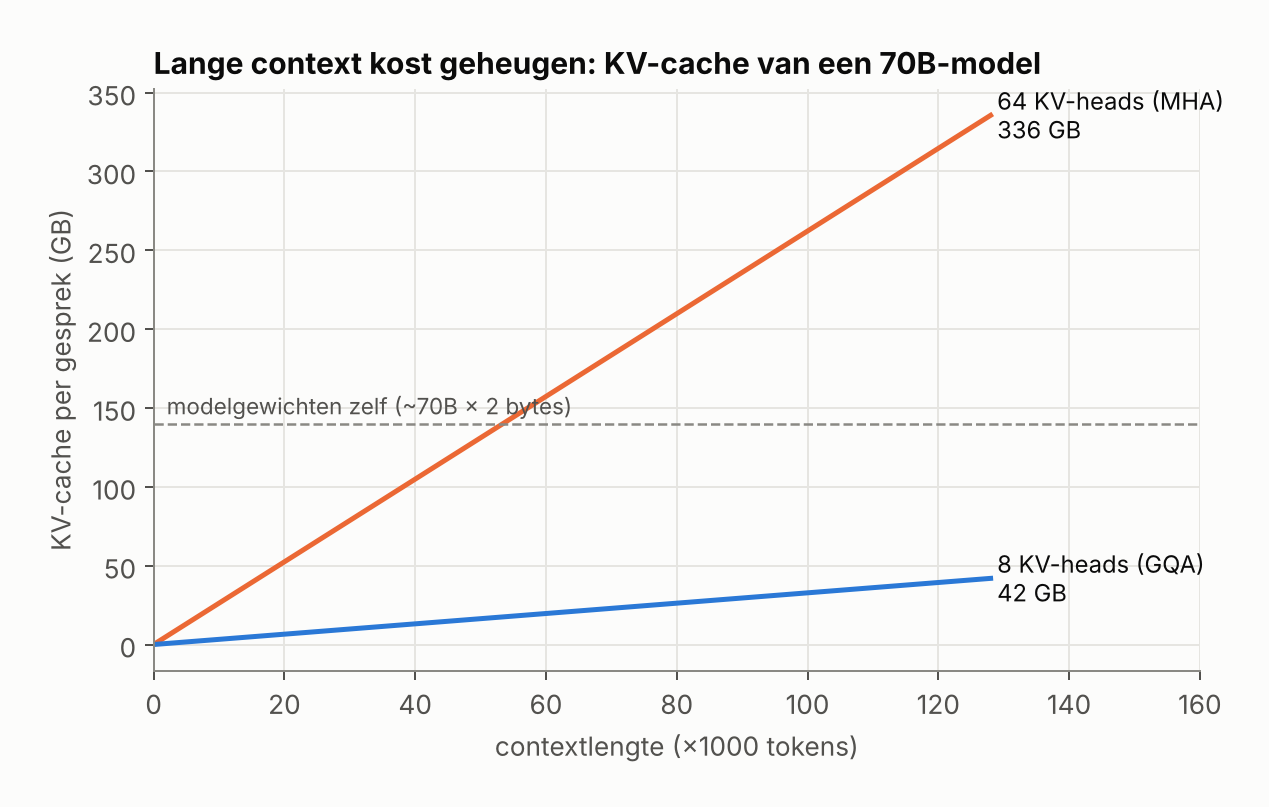 Lange context kost geheugen: KV-cache van een 70B-model
350
300
250
200
150
100
50
0
KV-cache per gesprek (GB)
64 KV-heads (MHA)
336 GB
modelgewichten zelf (~70B × 2 bytes)
8 KV-heads (GQA)
42 GB
0 20 40 60 80 100 120 140 160
contextlengte (×1000 tokens)